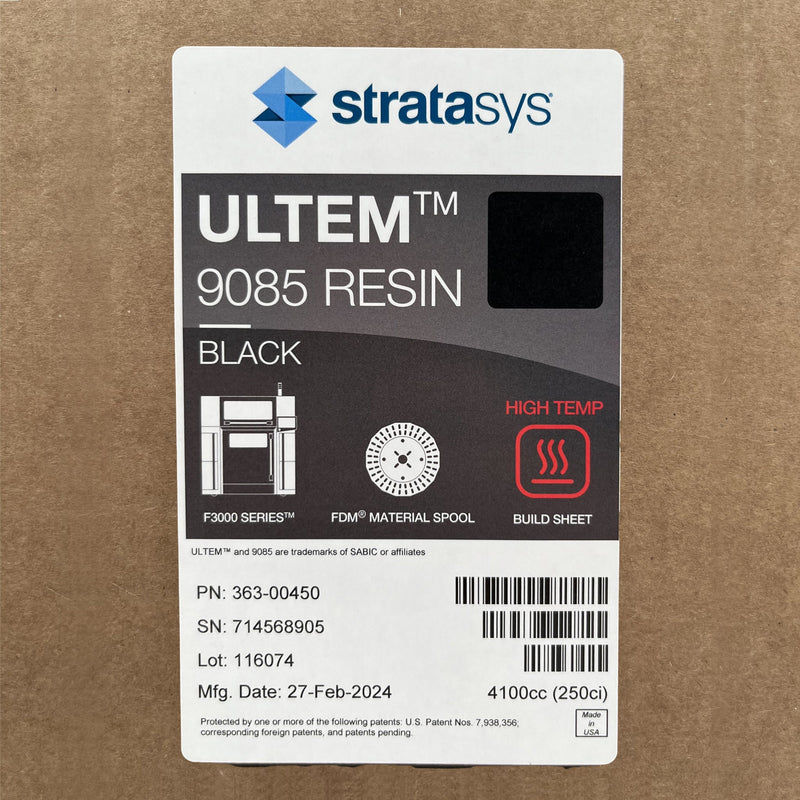 stratasys
ULTEM™
9085 RESIN
BLACK
HIGH TEMP
F3000 SERIES™
FDM® MATERIAL SPOOL
BUILD SHEET
ULTEM™ and 9085 are trademarks of SABIC or affiliates
PN: 363-00450
SN: 714568905
Lot: 116074
Mfg. Date: 27-Feb-2024
4100cc (250ci)
Protected by one or more of the following patents: U.S. Patent Nos. 7,938,356;
corresponding foreign patents, and patents pending.
Made
in
USA